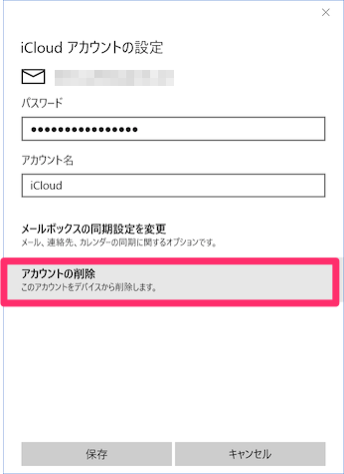 iCloud アカウントの設定
パスワード
●●●●●●●●●●●●●●●●
アカウント名
iCloud
メールボックスの同期設定を変更
メール、連絡先、カレンダーの同期に関するオプションです。
アカウントの削除
このアカウントをデバイスから削除します。
保存 キャンセル